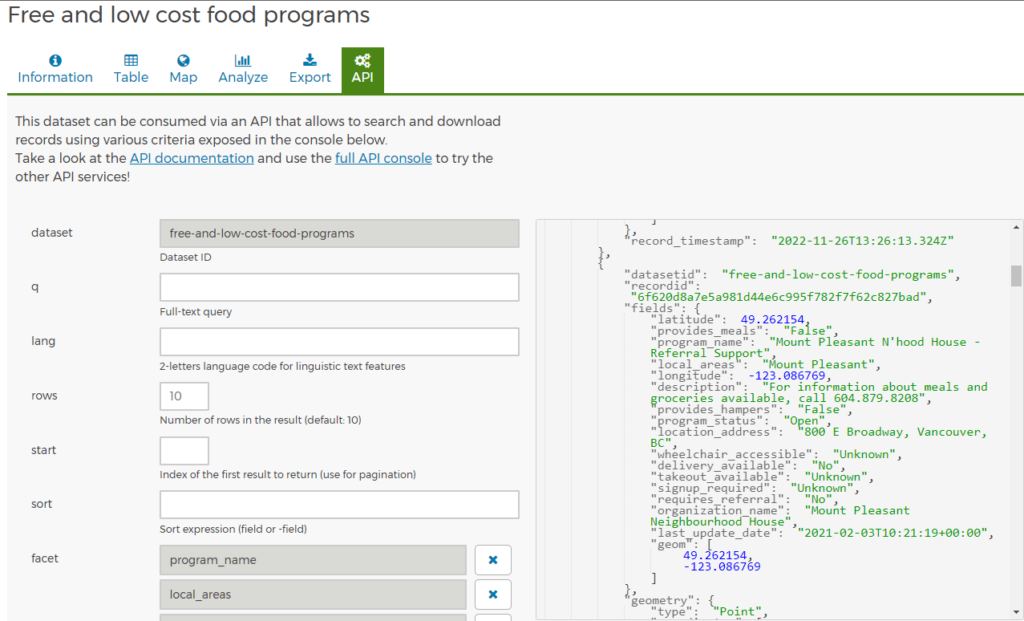 Free and low cost food programs
Information
Table
Map
Analyze
Export
API
This dataset can be consumed via an API that allows to search and download
records using various criteria exposed in the console below.
Take a look at the API documentation and use the full API console to try the
other API services!
dataset
free-and-low-cost-food-programs
Dataset ID
q
Full-text query
lang
2-letters language code for linguistic text features
rows
10
Number of rows in the result (default: 10)
start
Index of the first result to return (use for pagination)
sort
Sort expression (field or -field)
facet
program_name
local_areas
]
},
"record_timestamp": "2022-11-26T13:26:13.324Z"
},
{
"datasetid": "free-and-low-cost-food-programs",
"recordid":
"6f620d8a7e5a981d44e6c995f782f7f62c827bad",
"fields": {
"latitude": 49.262154,
"provides_meals": "False",
"program_name": "Mount Pleasant N'hood House -
Referral Support",
"local_areas": "Mount Pleasant",
"longitude": -123.086769,
"description": "For information about meals and
groceries available, call 604.879.8208",
"provides_hampers": "False",
"program_status": "Open",
"location_address": "800 E Broadway, Vancouver,
BC",
"wheelchair_accessible": "Unknown",
"delivery_available": "No",
"takeout_available": "Unknown",
"signup_required": "Unknown",
"requires_referral": "No",
"organization_name": "Mount Pleasant
Neighbourhood House",
"last_update_date": "2021-02-03T10:21:19+00:00",
"geom": [
49.262154,
-123.086769
]
},
"geometry": {
"type": "Point",